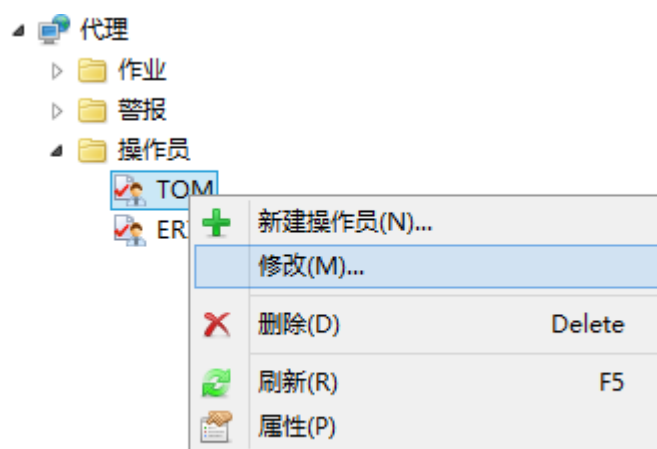 代理
作业
警报
操作员
TOM
新建操作员(N)...
修改(M)...
删除(D) Delete
刷新(R) F5
属性(P)